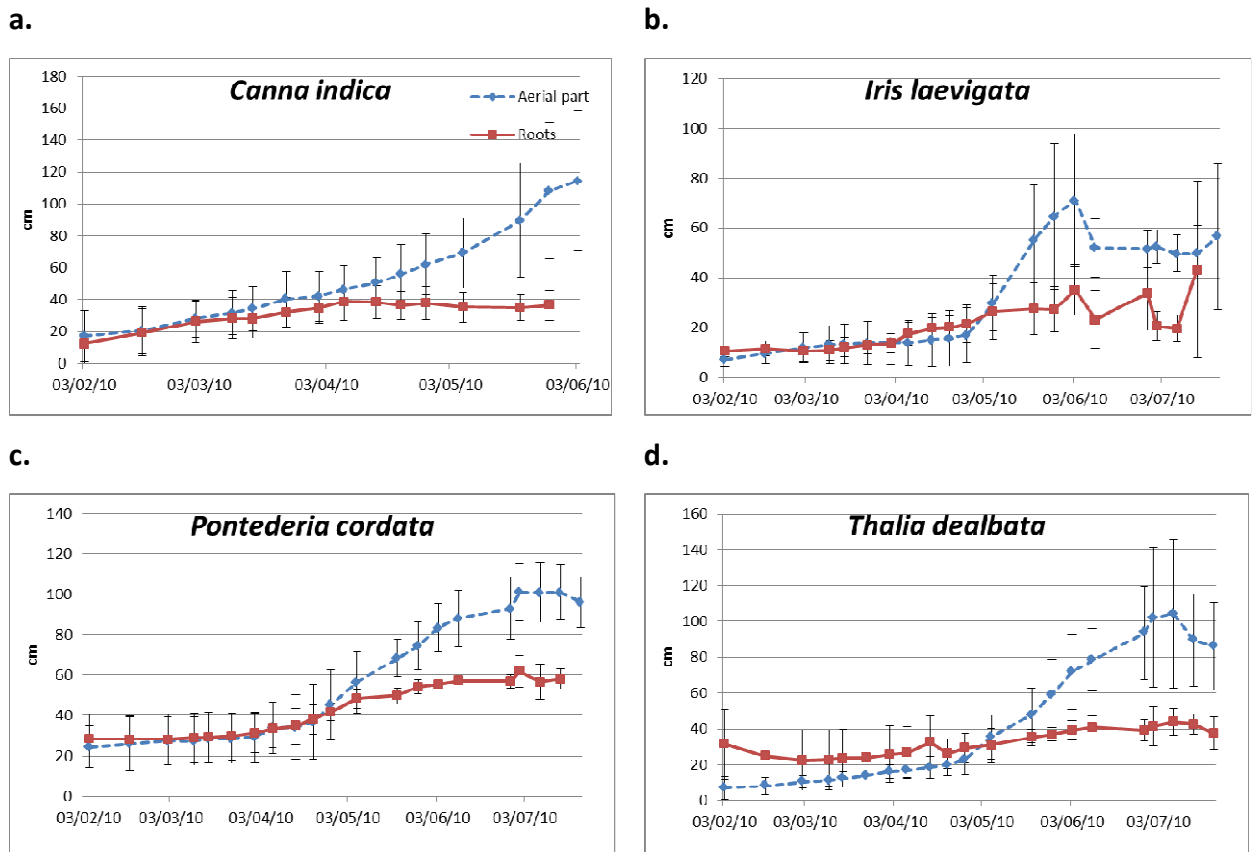 a.
Canna indica
Aerial part
Roots
180
160
140
120
100
80
60
40
20
0
cm
03/02/10 03/03/10 03/04/10 03/05/10 03/06/10
b.
Iris laevigata
120
100
80
60
40
20
0
cm
03/02/10 03/03/10 03/04/10 03/05/10 03/06/10 03/07/10
c.
Pontederia cordata
140
120
100
80
60
40
20
0
cm
03/02/10 03/03/10 03/04/10 03/05/10 03/06/10 03/07/10
d.
Thalia dealbata
160
140
120
100
80
60
40
20
0
cm
03/02/10 03/03/10 03/04/10 03/05/10 03/06/10 03/07/10